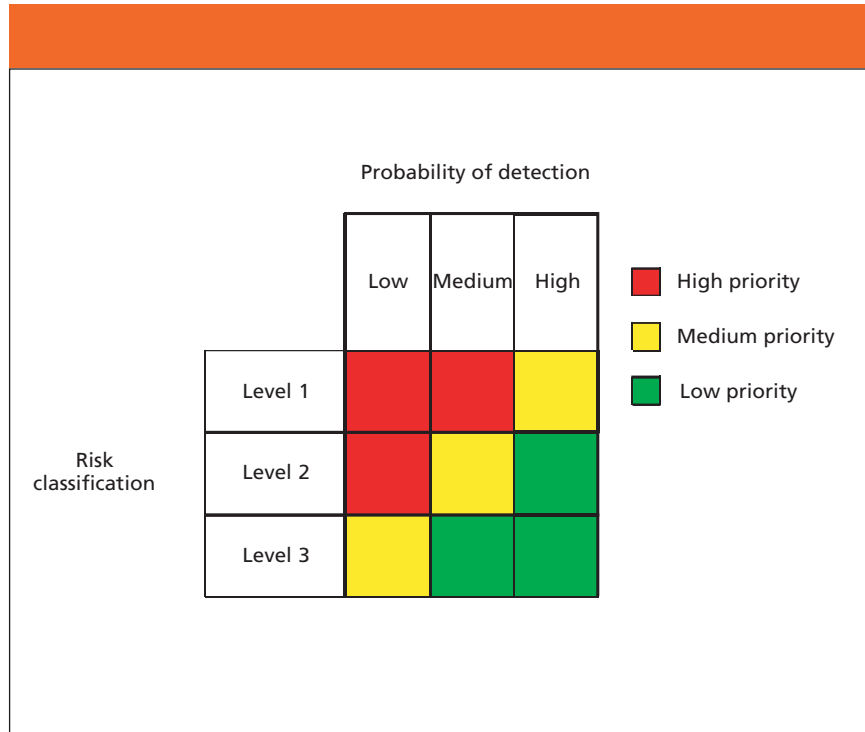 Probability of detection
Low
Medium
High
High priority
Medium priority
Low priority
Level 1
Level 2
Level 3
Risk
classification